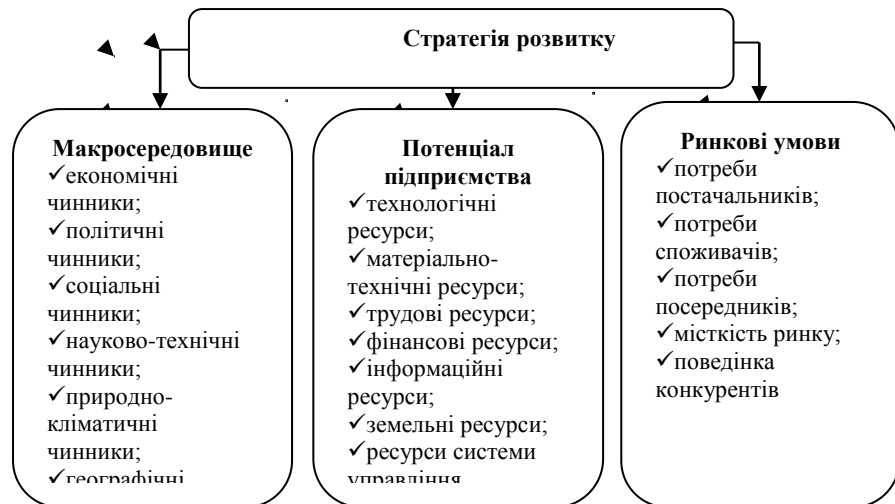 Стратегія розвитку
Макросередовище
✓економічні
чинники;
✓політичні
чинники;
✓соціальні
чинники;
✓науково-технічні
чинники;
✓природно-
кліматичні
чинники;
✓географічні
Потенціал
підприємства
✓технологічні
ресурси;
✓матеріально-
технічні ресурси;
✓трудові ресурси;
✓фінансові ресурси;
✓інформаційні
ресурси;
✓земельні ресурси;
✓ресурси системи
управління
Ринкові умови
✓потреби
постачальників;
✓потреби
споживачів;
✓потреби
посередників;
✓місткість ринку;
✓поведінка
конкурентів